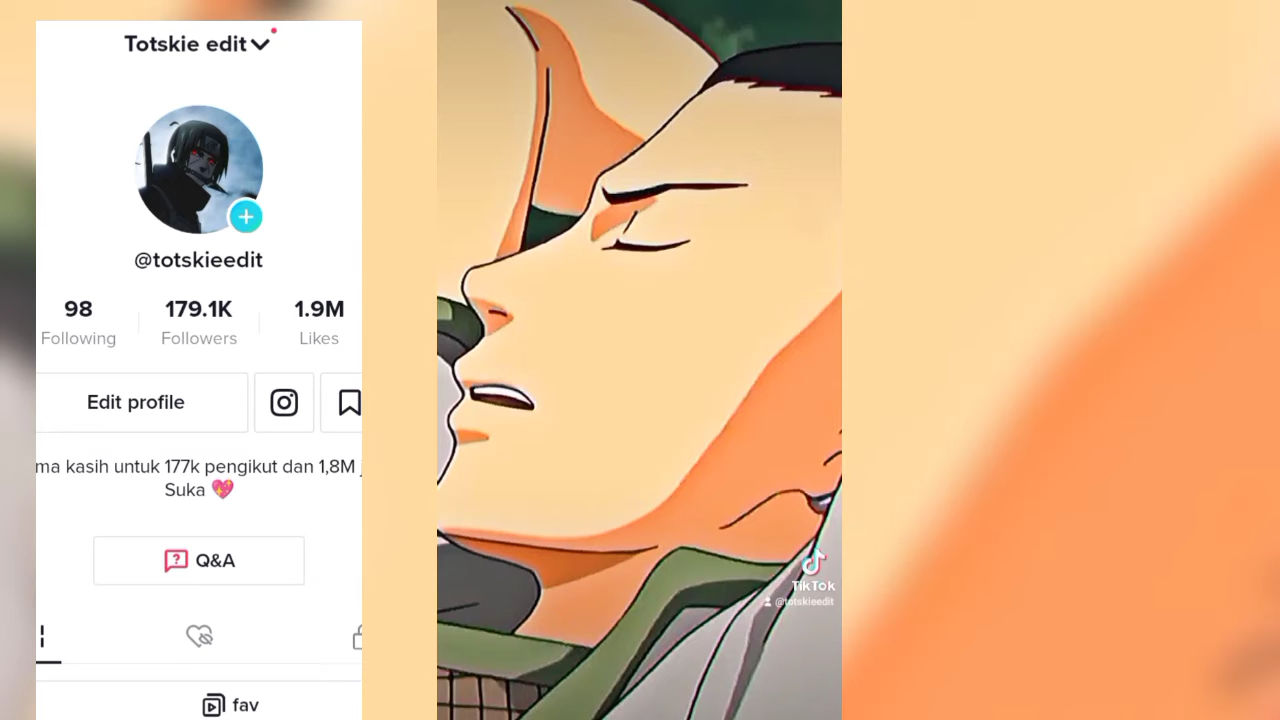 Totskie edit
@totskieedit
98 179.1K 1.9M
Following Followers Likes
Edit profile
ma kasih untuk 177k pengikut dan 1,8M
Suka 💖
Q&A
fav
TikTok
@totskieedit